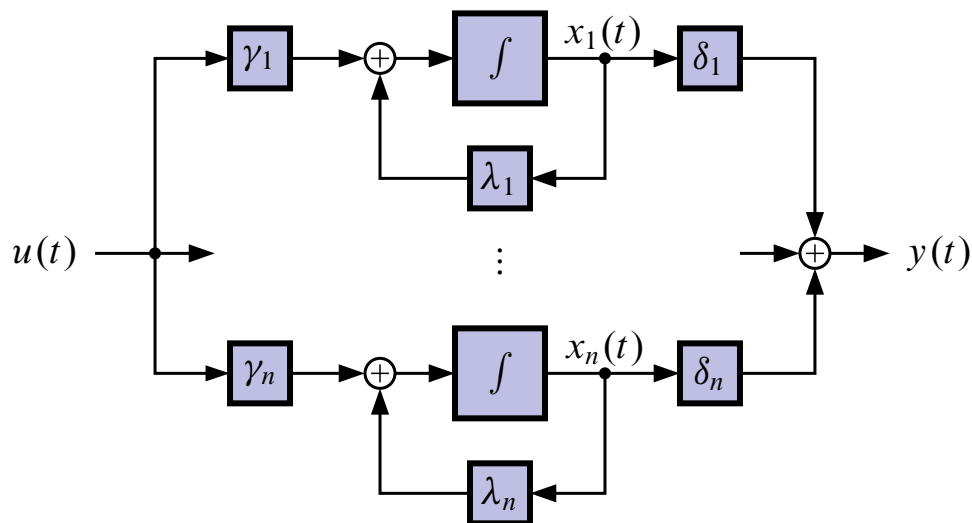 γ₁ + ∫ x₁(t) δ₁
λ₁
u(t) ⋮ + y(t)
γₙ + ∫ xₙ(t) δₙ
λₙ